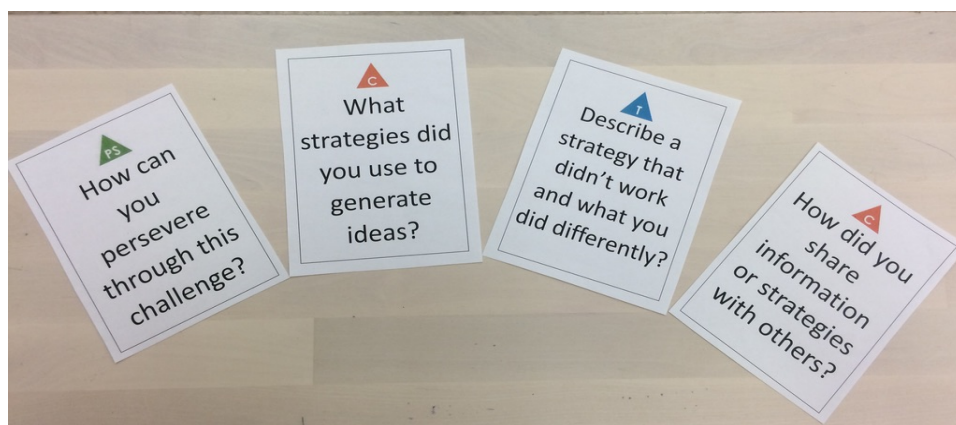 PS
How can
you
persevere
through this
challenge?
C
What
strategies did
you use to
generate
ideas?
T
Describe a
strategy that
didn't work
and what you
did differently?
C
How did you
share
information
or strategies
with others?